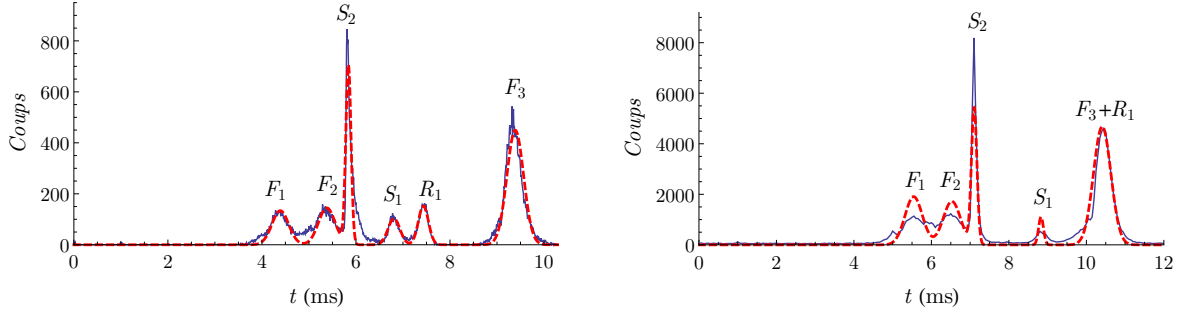 Coups
800
600
400
200
0
F₁ F₂ S₂ S₁ R₁ F₃
0 2 4 6 8 10
t (ms)
Coups
8000
6000
4000
2000
0
F₁ F₂ S₂ S₁ F₃+R₁
0 2 4 6 8 10 12
t (ms)